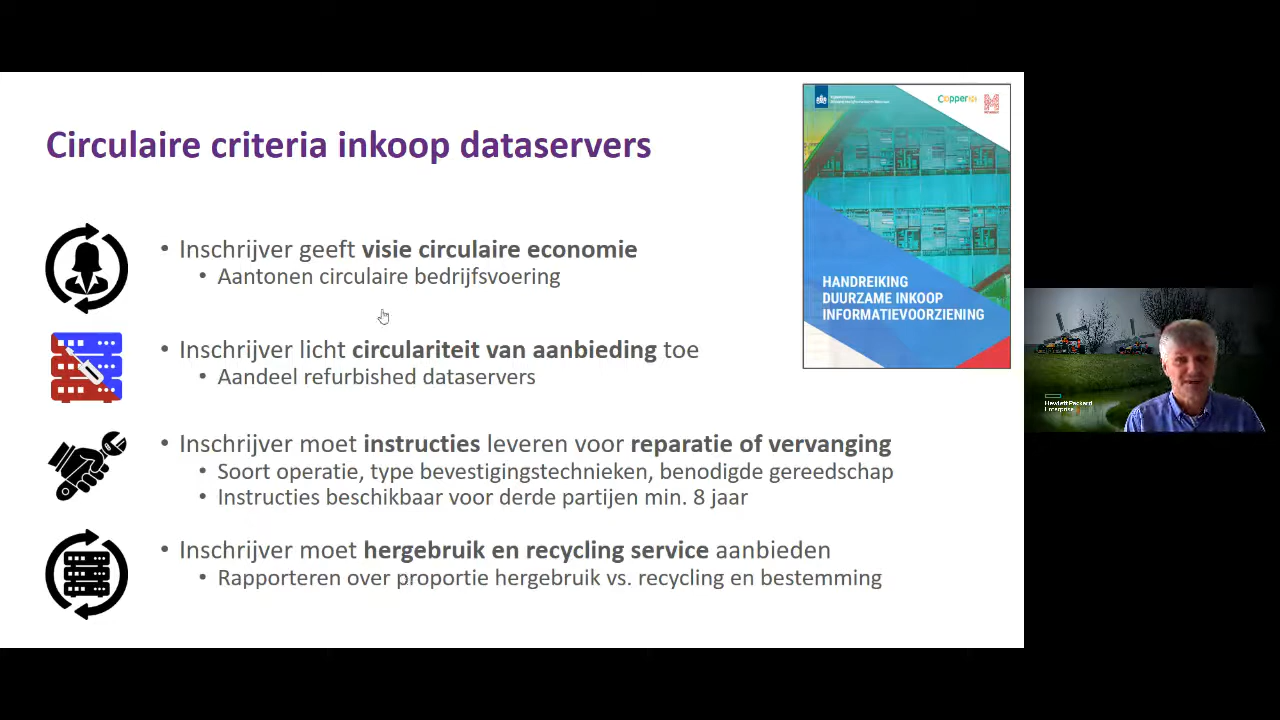 Circulaire criteria inkoop dataservers
• Inschrijver geeft visie circulaire economie
• Aantonen circulaire bedrijfsvoering
• Inschrijver licht circulariteit van aanbieding toe
• Aandeel refurbished dataservers
• Inschrijver moet instructies leveren voor reparatie of vervanging
• Soort operatie, type bevestigingstechnieken, benodigde gereedschap
• Instructies beschikbaar voor derde partijen min. 8 jaar
• Inschrijver moet hergebruik en recycling service aanbieden
• Rapporteren over proportie hergebruik vs. recycling en bestemming
HANDREIKING
DUURZAME INKOOP
INFORMATIEVOORZIENING
Hewlett Packard
Enterprise